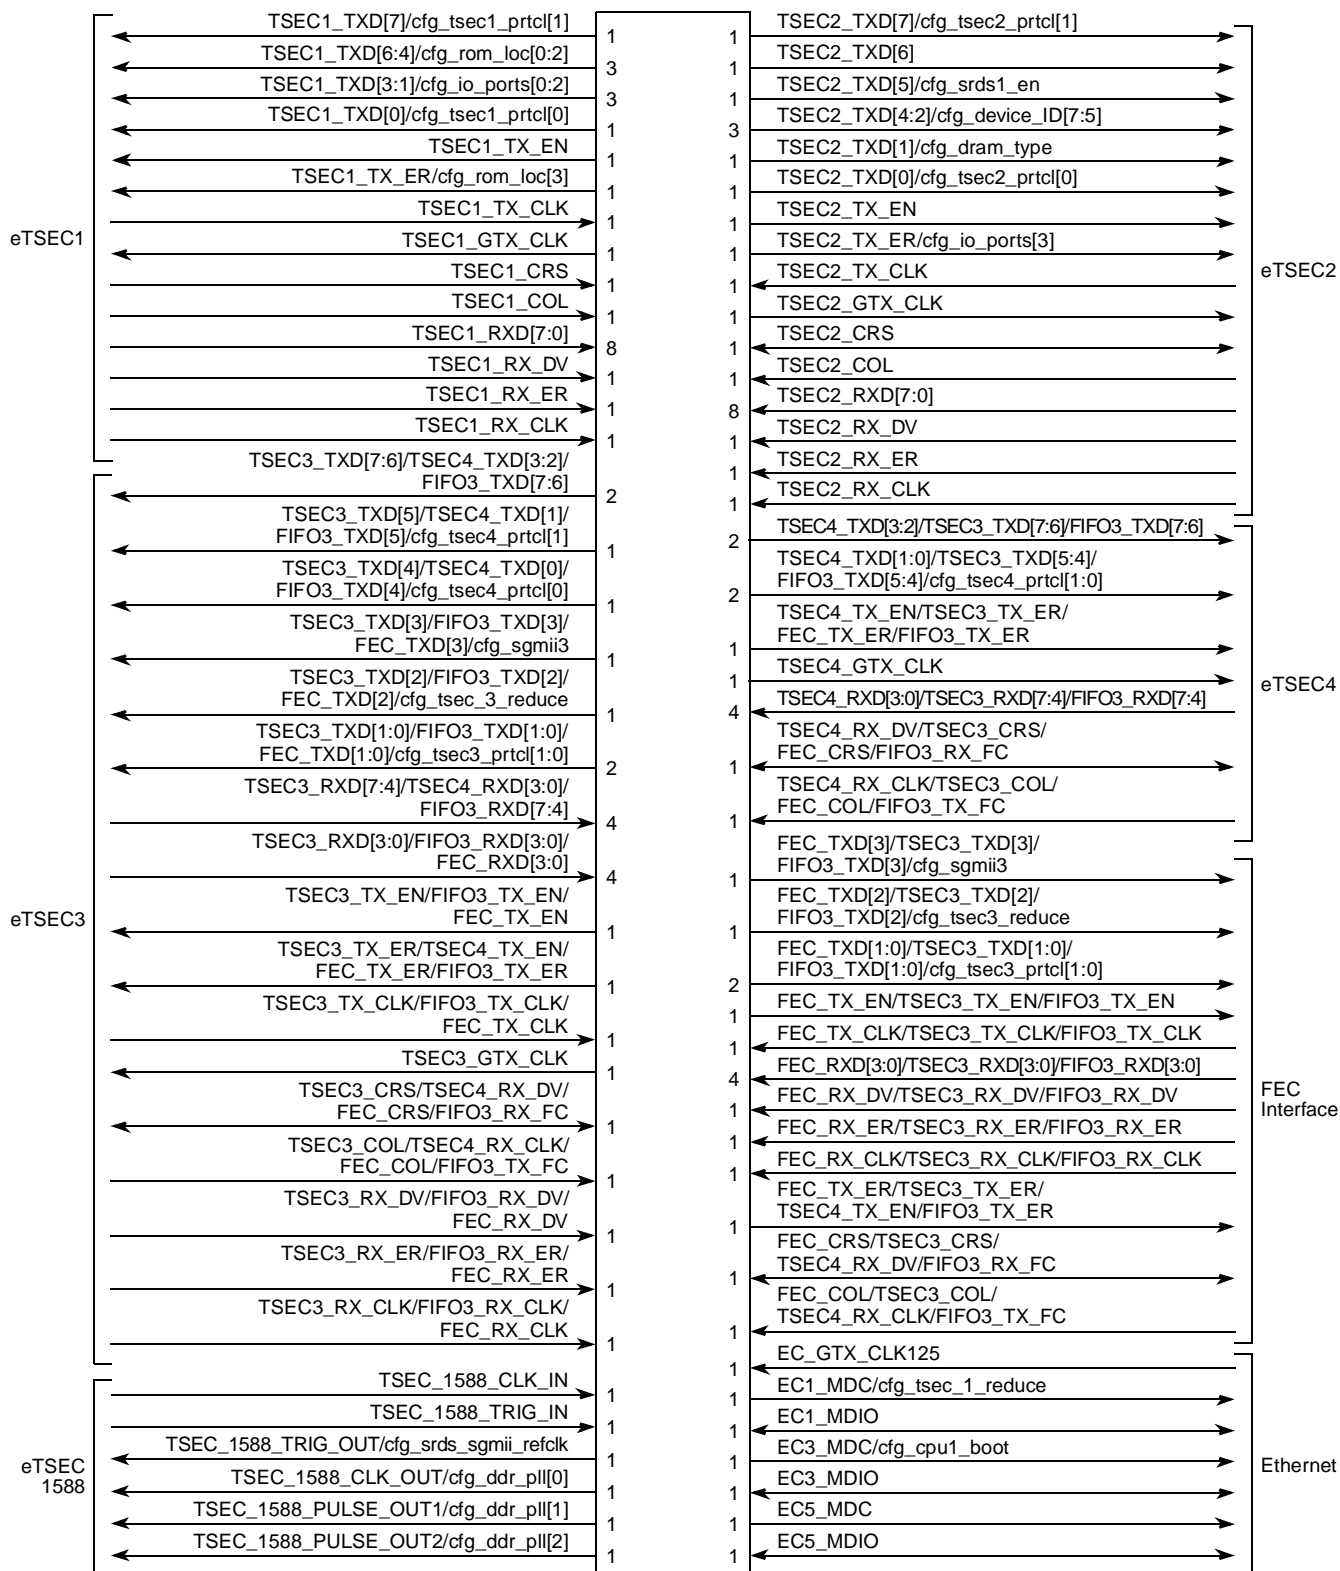 eTSEC1
TSEC1_TXD[7]/cfg_tsec1_prtcl[1]
1
TSEC1_TXD[6:4]/cfg_rom_loc[0:2]
3
TSEC1_TXD[3:1]/cfg_io_ports[0:2]
3
TSEC1_TXD[0]/cfg_tsec1_prtcl[0]
1
TSEC1_TX_EN
1
TSEC1_TX_ER/cfg_rom_loc[3]
1
TSEC1_TX_CLK
1
TSEC1_GTX_CLK
1
TSEC1_CRS
1
TSEC1_COL
1
TSEC1_RXD[7:0]
8
TSEC1_RX_DV
1
TSEC1_RX_ER
1
TSEC1_RX_CLK
1
eTSEC3
TSEC3_TXD[7:6]/TSEC4_TXD[3:2]/
FIFO3_TXD[7:6]
2
TSEC3_TXD[5]/TSEC4_TXD[1]/
FIFO3_TXD[5]/cfg_tsec4_prtcl[1]
1
TSEC3_TXD[4]/TSEC4_TXD[0]/
FIFO3_TXD[4]/cfg_tsec4_prtcl[0]
1
TSEC3_TXD[3]/FIFO3_TXD[3]/
FEC_TXD[3]/cfg_sgmii3
1
TSEC3_TXD[2]/FIFO3_TXD[2]/
FEC_TXD[2]/cfg_tsec_3_reduce
1
TSEC3_TXD[1:0]/FIFO3_TXD[1:0]/
FEC_TXD[1:0]/cfg_tsec3_prtcl[1:0]
2
TSEC3_RXD[7:4]/TSEC4_RXD[3:0]/
FIFO3_RXD[7:4]
4
TSEC3_RXD[3:0]/FIFO3_RXD[3:0]/
FEC_RXD[3:0]
4
TSEC3_TX_EN/FIFO3_TX_EN/
FEC_TX_EN
1
TSEC3_TX_ER/TSEC4_TX_EN/
FEC_TX_ER/FIFO3_TX_ER
1
TSEC3_TX_CLK/FIFO3_TX_CLK/
FEC_TX_CLK
1
TSEC3_GTX_CLK
1
TSEC3_CRS/TSEC4_RX_DV/
FEC_CRS/FIFO3_RX_FC
1
TSEC3_COL/TSEC4_RX_CLK/
FEC_COL/FIFO3_TX_FC
1
TSEC3_RX_DV/FIFO3_RX_DV/
FEC_RX_DV
1
TSEC3_RX_ER/FIFO3_RX_ER/
FEC_RX_ER
1
TSEC3_RX_CLK/FIFO3_RX_CLK/
FEC_RX_CLK
1
eTSEC
1588
TSEC_1588_CLK_IN
1
TSEC_1588_TRIG_IN
1
TSEC_1588_TRIG_OUT/cfg_srds_sgmii_refclk
1
TSEC_1588_CLK_OUT/cfg_ddr_pll[0]
1
TSEC_1588_PULSE_OUT1/cfg_ddr_pll[1]
1
TSEC_1588_PULSE_OUT2/cfg_ddr_pll[2]
1
TSEC2_TXD[7]/cfg_tsec2_prtcl[1]
1
TSEC2_TXD[6]
1
TSEC2_TXD[5]/cfg_srds1_en
1
TSEC2_TXD[4:2]/cfg_device_ID[7:5]
3
TSEC2_TXD[1]/cfg_dram_type
1
TSEC2_TXD[0]/cfg_tsec2_prtcl[0]
1
TSEC2_TX_EN
1
TSEC2_TX_ER/cfg_io_ports[3]
1
TSEC2_TX_CLK
1
TSEC2_GTX_CLK
1
TSEC2_CRS
1
TSEC2_COL
1
TSEC2_RXD[7:0]
8
TSEC2_RX_DV
1
TSEC2_RX_ER
1
TSEC2_RX_CLK
1
eTSEC2
TSEC4_TXD[3:2]/TSEC3_TXD[7:6]/FIFO3_TXD[7:6]
2
TSEC4_TXD[1:0]/TSEC3_TXD[5:4]/
FIFO3_TXD[5:4]/cfg_tsec4_prtcl[1:0]
2
TSEC4_TX_EN/TSEC3_TX_ER/
FEC_TX_ER/FIFO3_TX_ER
1
TSEC4_GTX_CLK
1
TSEC4_RXD[3:0]/TSEC3_RXD[7:4]/FIFO3_RXD[7:4]
4
TSEC4_RX_DV/TSEC3_CRS/
FEC_CRS/FIFO3_RX_FC
1
TSEC4_RX_CLK/TSEC3_COL/
FEC_COL/FIFO3_TX_FC
1
eTSEC4
FEC_TXD[3]/TSEC3_TXD[3]/
FIFO3_TXD[3]/cfg_sgmii3
1
FEC_TXD[2]/TSEC3_TXD[2]/
FIFO3_TXD[2]/cfg_tsec3_reduce
1
FEC_TXD[1:0]/TSEC3_TXD[1:0]/
FIFO3_TXD[1:0]/cfg_tsec3_prtcl[1:0]
2
FEC_TX_EN/TSEC3_TX_EN/FIFO3_TX_EN
1
FEC_TX_CLK/TSEC3_TX_CLK/FIFO3_TX_CLK
1
FEC_RXD[3:0]/TSEC3_RXD[3:0]/FIFO3_RXD[3:0]
4
FEC_RX_DV/TSEC3_RX_DV/FIFO3_RX_DV
1
FEC_RX_ER/TSEC3_RX_ER/FIFO3_RX_ER
1
FEC_RX_CLK/TSEC3_RX_CLK/FIFO3_RX_CLK
1
FEC_TX_ER/TSEC3_TX_ER/
TSEC4_TX_EN/FIFO3_TX_ER
1
FEC_CRS/TSEC3_CRS/
TSEC4_RX_DV/FIFO3_RX_FC
1
FEC_COL/TSEC3_COL/
TSEC4_RX_CLK/FIFO3_TX_FC
1
FEC
Interface
EC_GTX_CLK125
1
EC1_MDC/cfg_tsec_1_reduce
1
EC1_MDIO
1
EC3_MDC/cfg_cpu1_boot
1
EC3_MDIO
1
EC5_MDC
1
EC5_MDIO
1
Ethernet